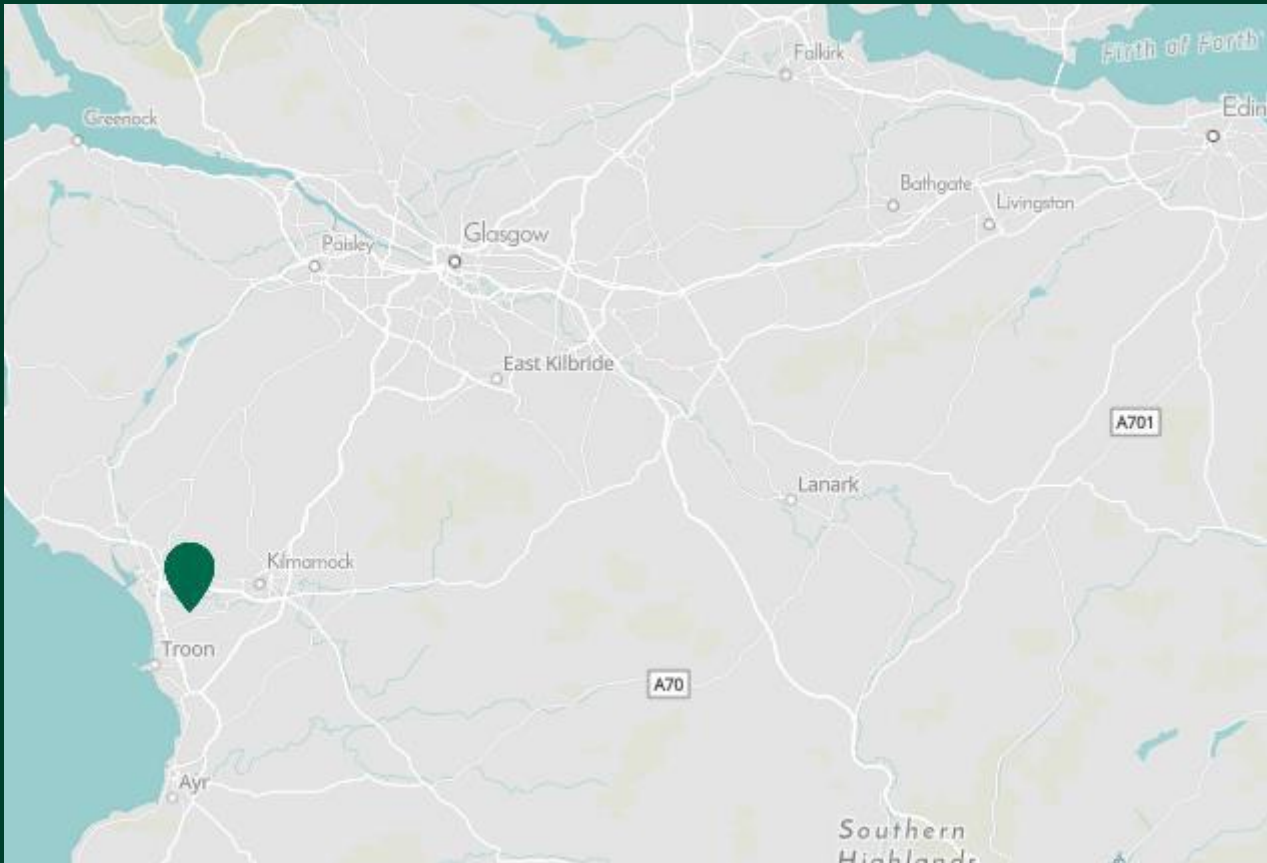 Falkirk
Firth of Forth
Edin
Greenock
Bathgate
Livingston
Glasgow
Paisley
East Kilbride
A701
Lanark
Kilmarnock
Troon
A70
Ayr
Southern
Highlands